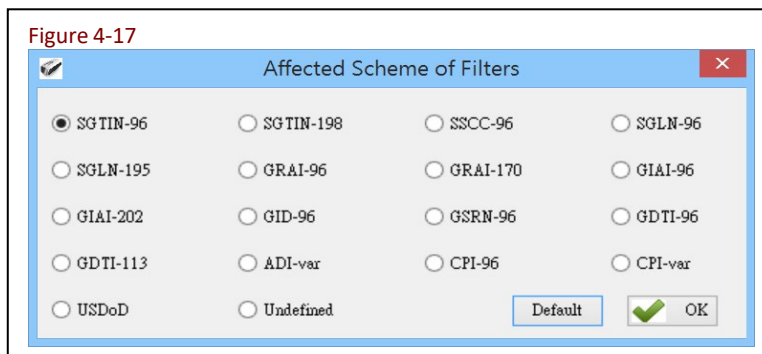 Figure 4-17
Affected Scheme of Filters
SGTIN-96 SGTIN-198 SSCC-96 SGLN-96
SGLN-195 GRAI-96 GRAI-170 GIAI-96
GIAI-202 GID-96 GSRN-96 GDTI-96
GDTI-113 ADI-var CPI-96 CPI-var
USDoD Undefined Default OK